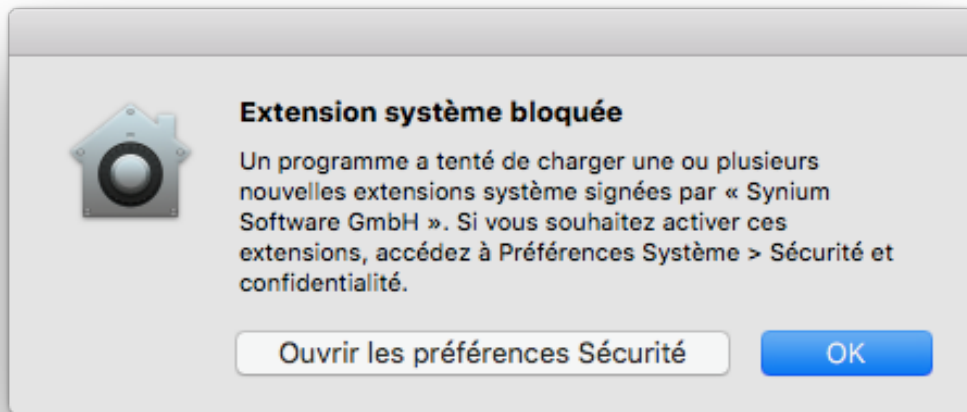 Extension système bloquée
Un programme a tenté de charger une ou plusieurs
nouvelles extensions système signées par « Synium
Software GmbH ». Si vous souhaitez activer ces
extensions, accédez à Préférences Système > Sécurité et
confidentialité.
Ouvrir les préférences Sécurité
OK